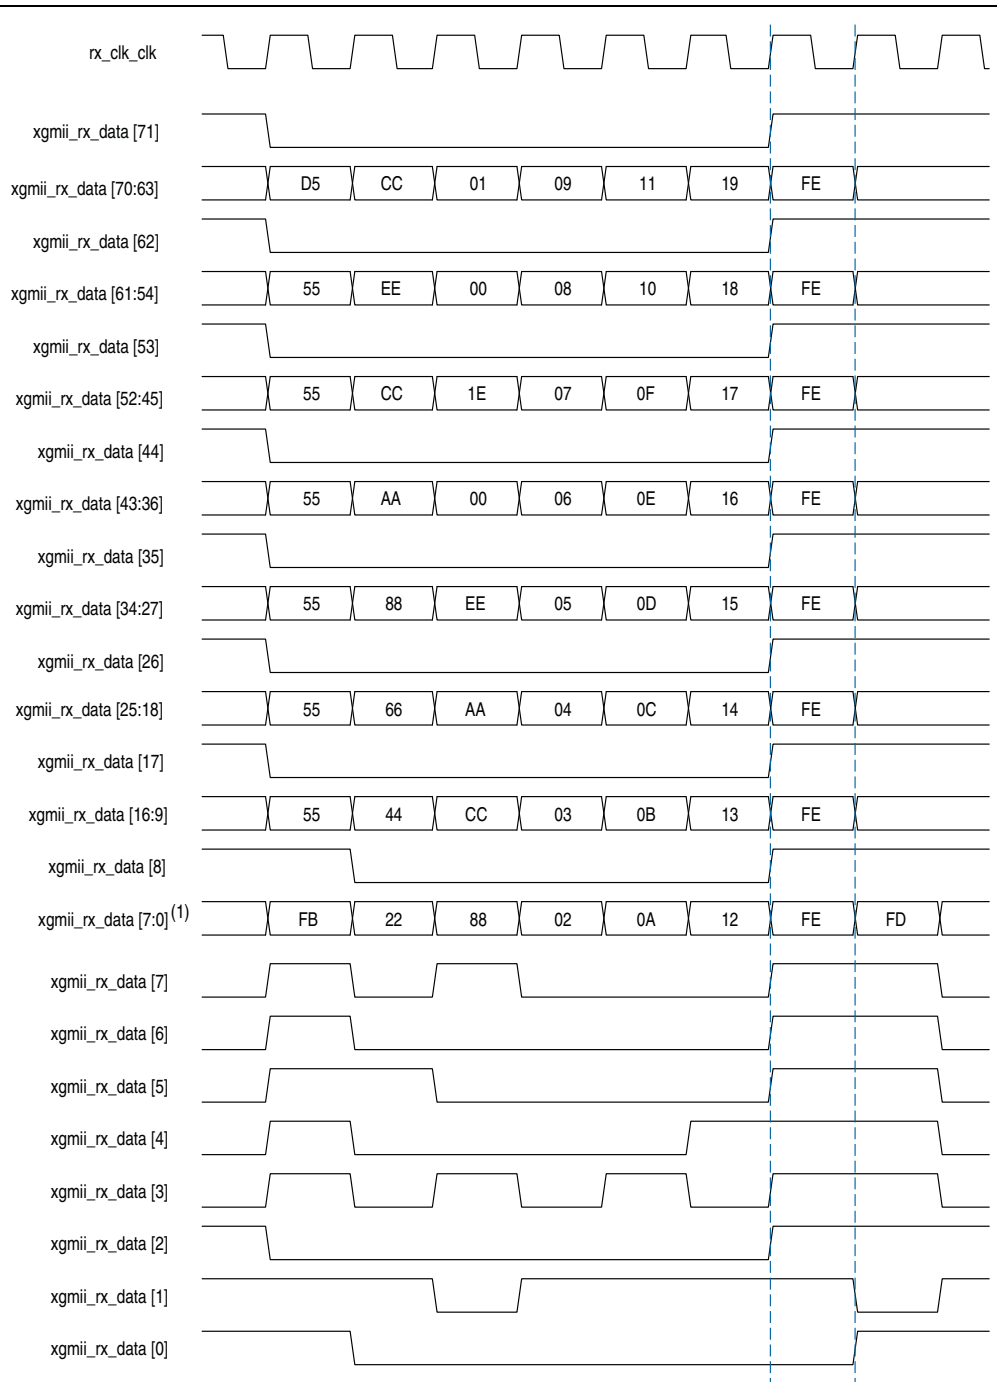 rx_clk_clk
xgmii_rx_data [71]
xgmii_rx_data [70:63] D5 CC 01 09 11 19 FE
xgmii_rx_data [62]
xgmii_rx_data [61:54] 55 EE 00 08 10 18 FE
xgmii_rx_data [53]
xgmii_rx_data [52:45] 55 CC 1E 07 0F 17 FE
xgmii_rx_data [44]
xgmii_rx_data [43:36] 55 AA 00 06 0E 16 FE
xgmii_rx_data [35]
xgmii_rx_data [34:27] 55 88 EE 05 0D 15 FE
xgmii_rx_data [26]
xgmii_rx_data [25:18] 55 66 AA 04 0C 14 FE
xgmii_rx_data [17]
xgmii_rx_data [16:9] 55 44 CC 03 0B 13 FE
xgmii_rx_data [8]
xgmii_rx_data [7:0] (1) FB 22 88 02 0A 12 FE FD
xgmii_rx_data [7]
xgmii_rx_data [6]
xgmii_rx_data [5]
xgmii_rx_data [4]
xgmii_rx_data [3]
xgmii_rx_data [2]
xgmii_rx_data [1]
xgmii_rx_data [0]